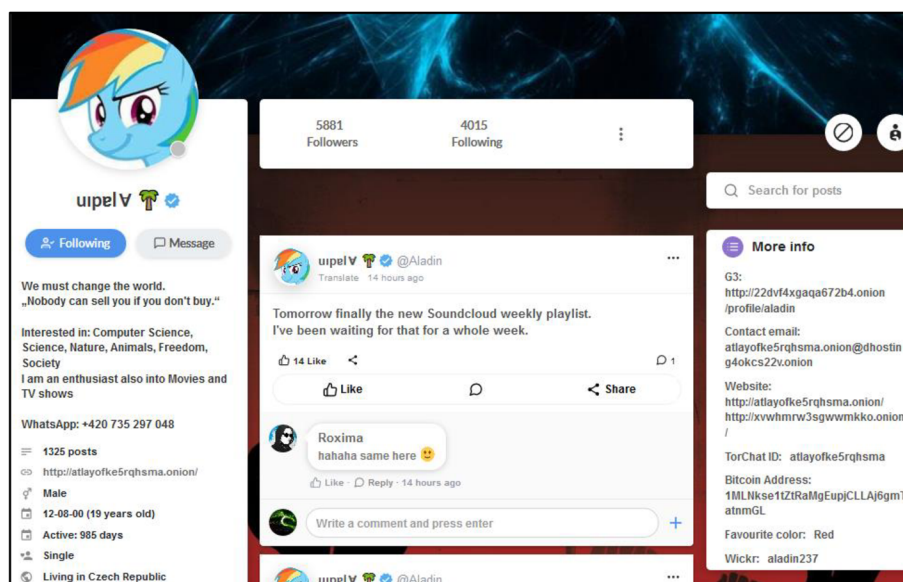 uıpɐl∀ 🌴
Following
Message
We must change the world.
„Nobody can sell you if you don't buy.“
Interested in: Computer Science,
Science, Nature, Animals, Freedom,
Society
I am an enthusiast also into Movies and
TV shows
WhatsApp: +420 735 297 048
1325 posts
http://atlayofke5rqhsma.onion/
Male
12-08-00 (19 years old)
Active: 985 days
Single
Living in Czech Republic
5881
Followers
4015
Following
uıpɐl∀ 🌴 @Aladin
Translate 14 hours ago
Tomorrow finally the new Soundcloud weekly playlist.
I've been waiting for that for a whole week.
14 Like
1
Like
Share
Roxima
hahaha same here 🙂
Like · Reply · 14 hours ago
Write a comment and press enter
uıpɐl∀ 🌴 @Aladin
Search for posts
More info
G3:
http://22dvf4xgaqa672b4.onion
/profile/aladin
Contact email:
atlayofke5rqhsma.onion@dhostin
g4okcs22v.onion
Website:
http://atlayofke5rqhsma.onion/
http://xvwhmrw3sgwwmkko.onion
/
TorChat ID: atlayofke5rqhsma
Bitcoin Address:
1MLNkse1tZtRaMgEupjCLLAj6gmT
atnmGL
Favourite color: Red
Wickr: aladin237